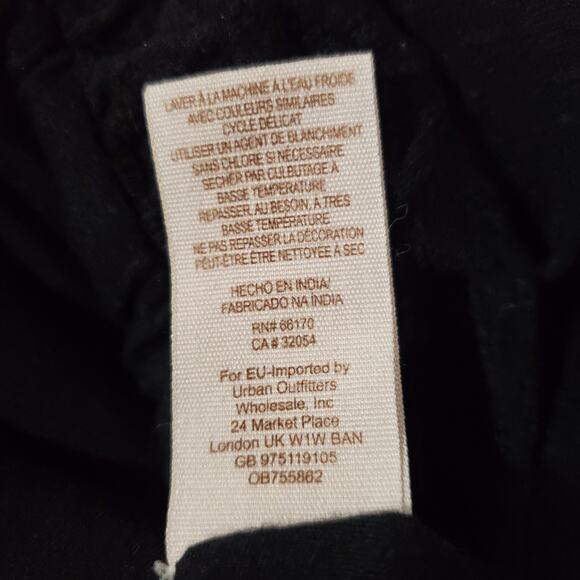 LAVER À LA MACHINE À L'EAU FROIDE
AVEC COULEURS SIMILAIRES
CYCLE DÉLICAT
UTILISER UN AGENT DE BLANCHIMENT
SANS CHLORE SI NÉCESSAIRE
SÉCHER PAR CULBUTAGE À
BASSE TEMPÉRATURE
REPASSER, AU BESOIN, À TRÈS
BASSE TEMPÉRATURE
NE PAS REPASSER LA DÉCORATION
PEUT-ÊTRE ÊTRE NETTOYÉE À SEC
HECHO EN INDIA/
FABRICADO NA ÍNDIA
RN# 66170
CA # 32054
For EU-Imported by
Urban Outfitters
Wholesale, Inc
24 Market Place
London UK W1W BAN
GB 975119105
OB755862